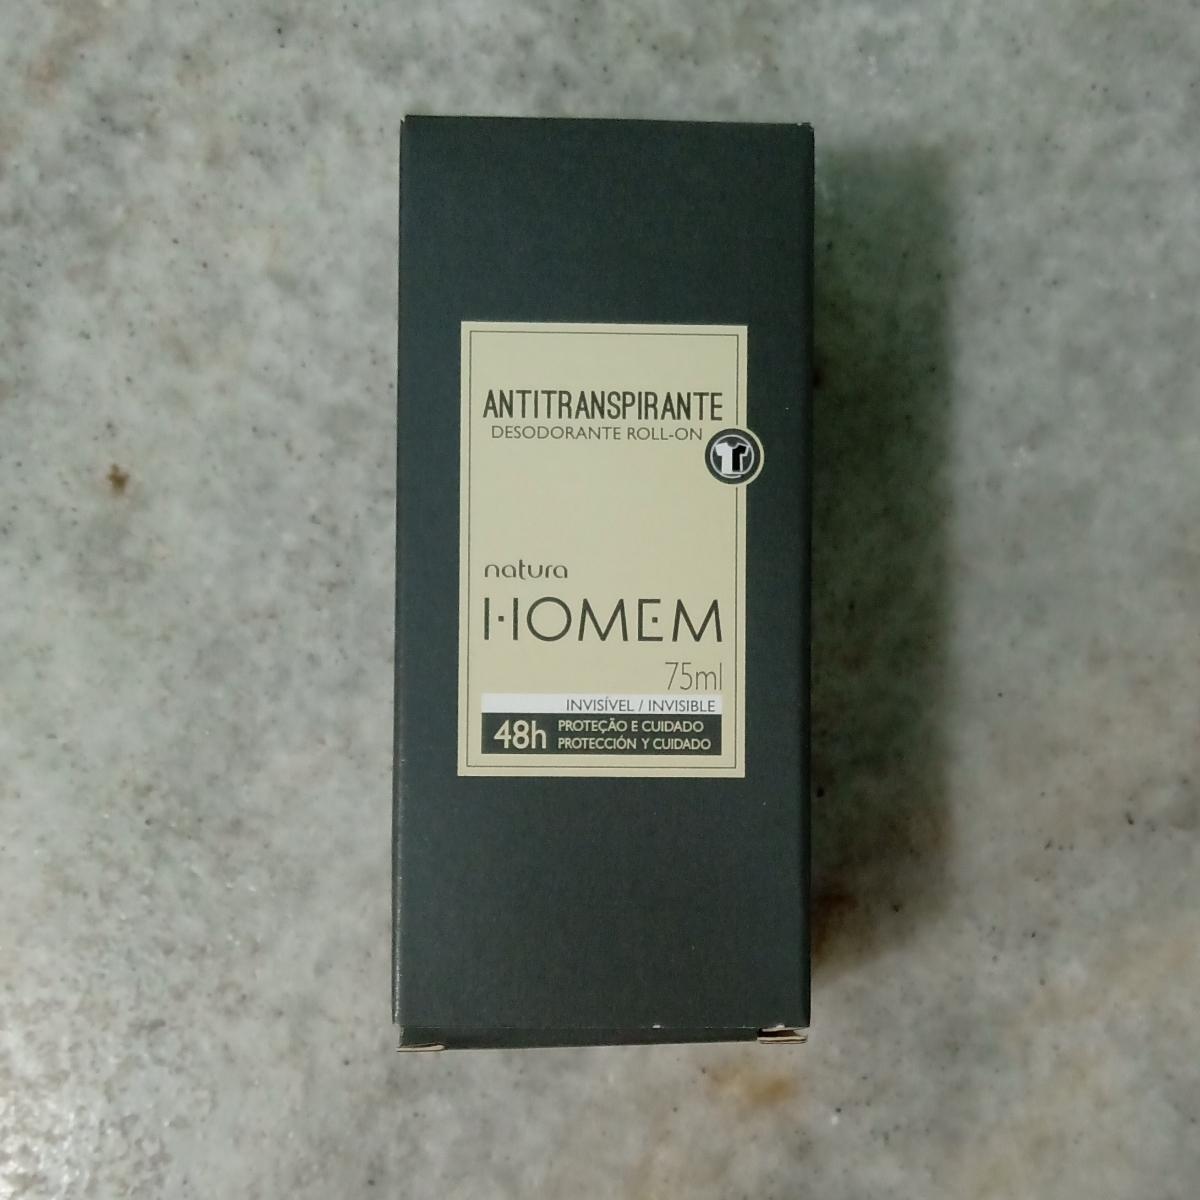 ANTITRANSPIRANTE
DESODORANTE ROLL-ON
natura
HOMEM
75ml
INVISÍVEL / INVISIBLE
48h PROTEÇÃO E CUIDADO
PROTECCIÓN Y CUIDADO